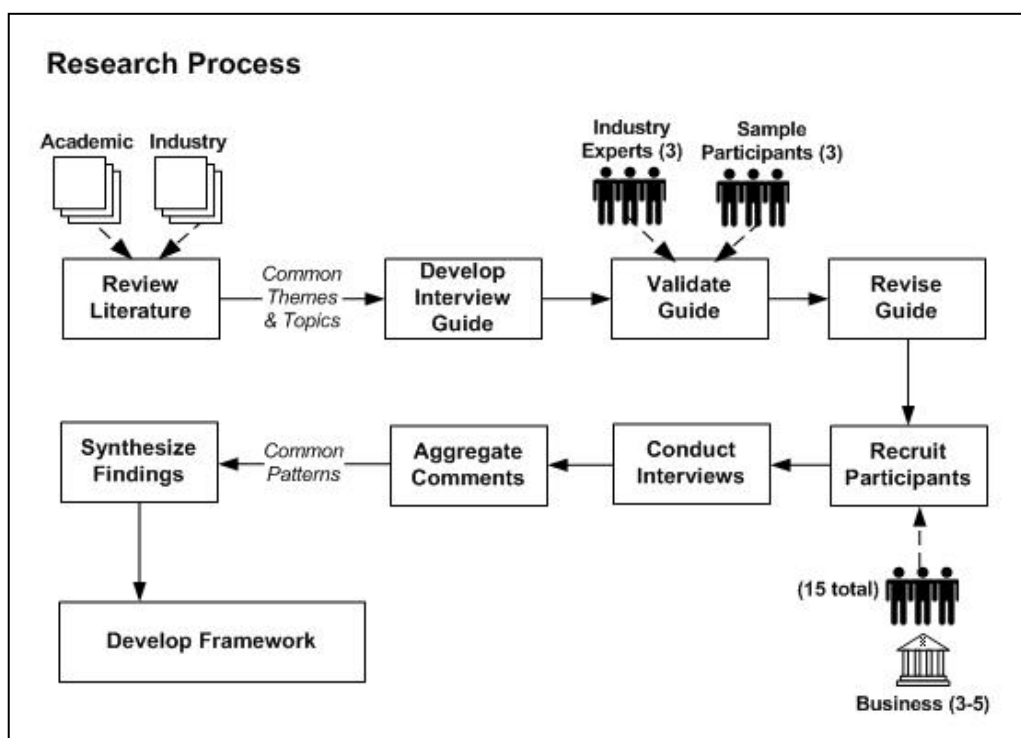 Research Process
Academic
Industry
Industry
Experts (3)
Sample
Participants (3)
Review
Literature
Common
Themes
& Topics
Develop
Interview
Guide
Validate
Guide
Revise
Guide
Synthesize
Findings
Common
Patterns
Aggregate
Comments
Conduct
Interviews
Recruit
Participants
(15 total)
Develop Framework
Business (3-5)